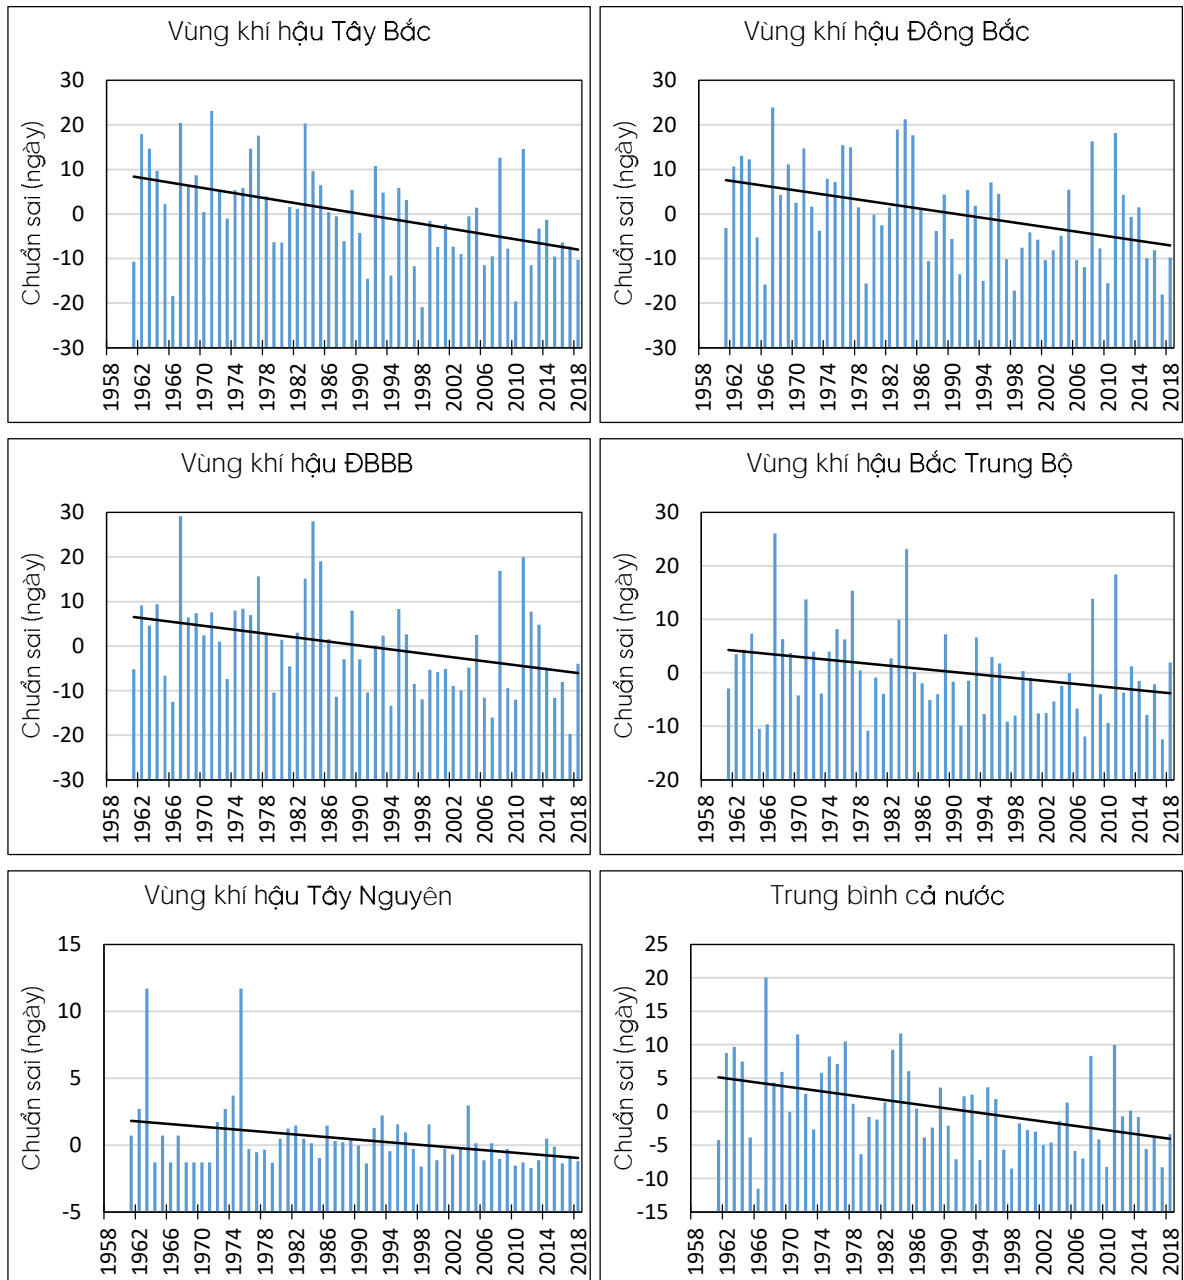 Vùng khí hậu Tây Bắc
Chuẩn sai (ngày)
30
20
10
0
-10
-20
-30
1958 1962 1966 1970 1974 1978 1982 1986 1990 1994 1998 2002 2006 2010 2014 2018
Vùng khí hậu Đông Bắc
Chuẩn sai (ngày)
30
20
10
0
-10
-20
-30
1958 1962 1966 1970 1974 1978 1982 1986 1990 1994 1998 2002 2006 2010 2014 2018
Vùng khí hậu ĐBBB
Chuẩn sai (ngày)
30
20
10
0
-10
-20
-30
1958 1962 1966 1970 1974 1978 1982 1986 1990 1994 1998 2002 2006 2010 2014 2018
Vùng khí hậu Bắc Trung Bộ
Chuẩn sai (ngày)
30
20
10
0
-10
-20
1958 1962 1966 1970 1974 1978 1982 1986 1990 1994 1998 2002 2006 2010 2014 2018
Vùng khí hậu Tây Nguyên
Chuẩn sai (ngày)
15
10
5
0
-5
1958 1962 1966 1970 1974 1978 1982 1986 1990 1994 1998 2002 2006 2010 2014 2018
Trung bình cả nước
Chuẩn sai (ngày)
25
20
15
10
5
0
-5
-10
-15
1958 1962 1966 1970 1974 1978 1982 1986 1990 1994 1998 2002 2006 2010 2014 2018